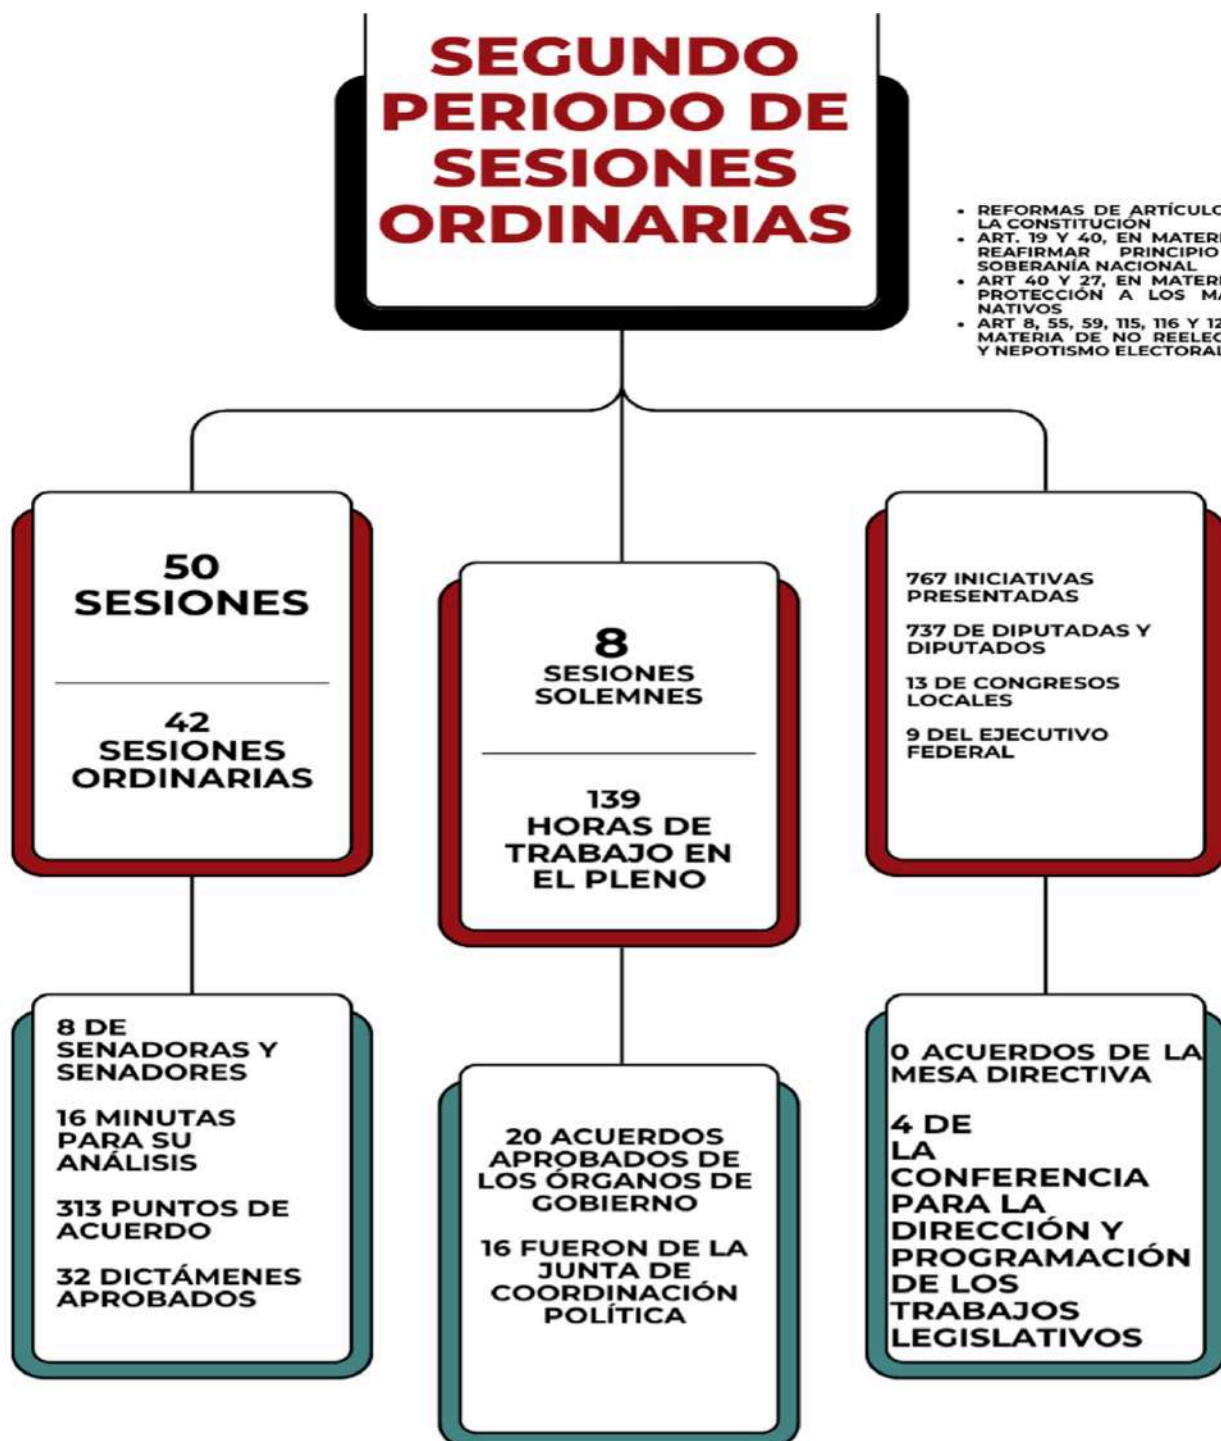 SEGUNDO
PERIODO DE
SESIONES
ORDINARIAS
• REFORMAS DE
LA CONSTITUCIÓN
• ART. 19 Y 40, EN
REAFIRMAR PRINCIPIO
SOBERANÍA NACIONAL
• ART 40 Y 27, EN
PROTECCIÓN A LOS
NATIVOS
• ART 8, 55, 59, 115, 116 Y
MATERIA DE NO
Y NEPOTISMO ELECTORAL
50
SESIONES
42
SESIONES
ORDINARIAS
8
SESIONES
SOLEMNES
139
HORAS DE
TRABAJO EN
EL PLENO
767 INICIATIVAS
PRESENTADAS
737 DE DIPUTADAS Y
DIPUTADOS
13 DE CONGRESOS
LOCALES
9 DEL EJECUTIVO
FEDERAL
8 DE
SENADORAS Y
SENADORES
16 MINUTAS
PARA SU
ANÁLISIS
313 PUNTOS DE
ACUERDO
32 DICTÁMENES
APROBADOS
20 ACUERDOS
APROBADOS DE
LOS ÓRGANOS DE
GOBIERNO
16 FUERON DE LA
JUNTA DE
COORDINACIÓN
POLÍTICA
0 ACUERDOS DE LA
MESA DIRECTIVA
4 DE
LA
CONFERENCIA
PARA LA
DIRECCIÓN Y
PROGRAMACIÓN
DE LOS
TRABAJOS
LEGISLATIVOS